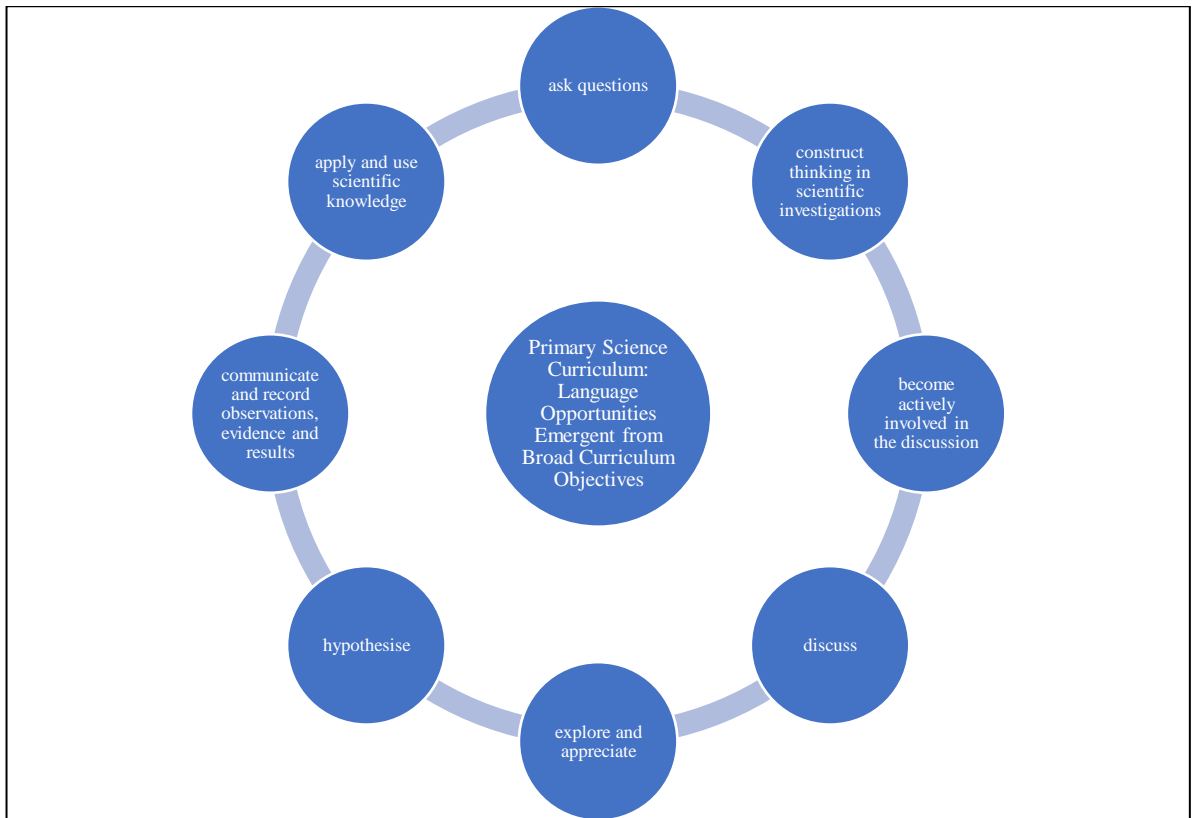 ask questions
construct
thinking in
scientific
investigations
become
actively
involved in
the discussion
discuss
explore and
appreciate
hypothesise
communicate
and record
observations,
evidence and
results
apply and use
scientific
knowledge
Primary Science
Curriculum:
Language
Opportunities
Emergent from
Broad Curriculum
Objectives